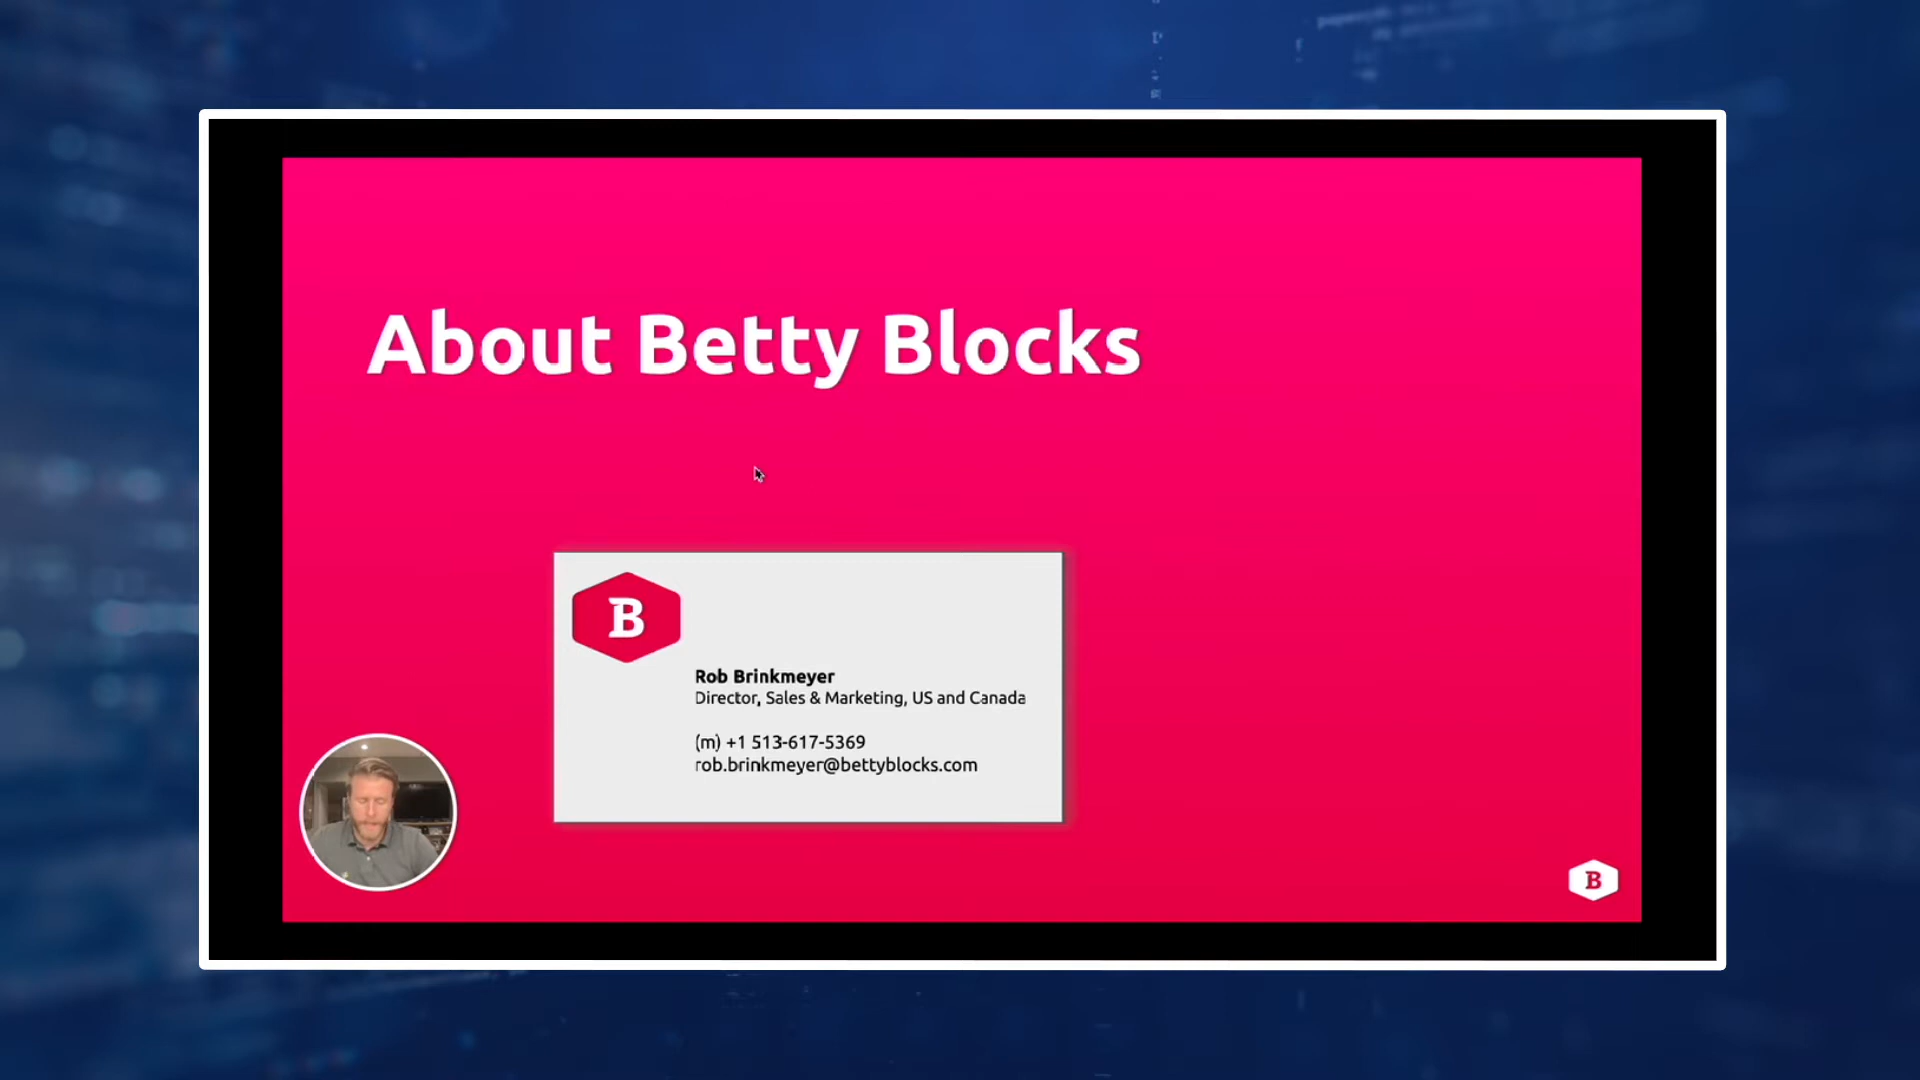 About Betty Blocks
B
Rob Brinkmeyer
Director, Sales & Marketing, US and Canada
(m) +1 513-617-5369
rob.brinkmeyer@bettyblocks.com
B